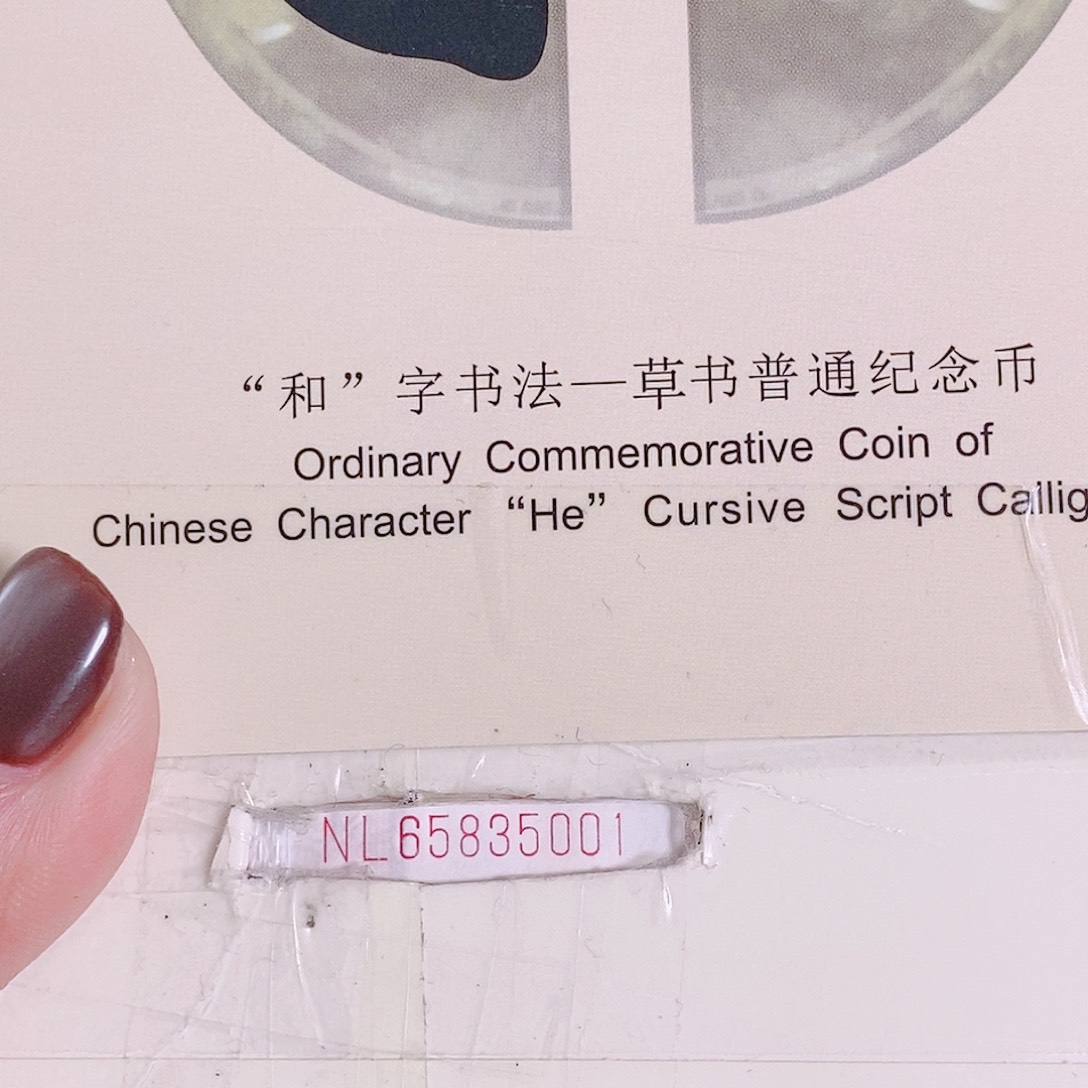 “和”字书法—草书普通纪念币
Ordinary Commemorative Coin of
Chinese Character “He” Cursive Script Callig
NL65835001